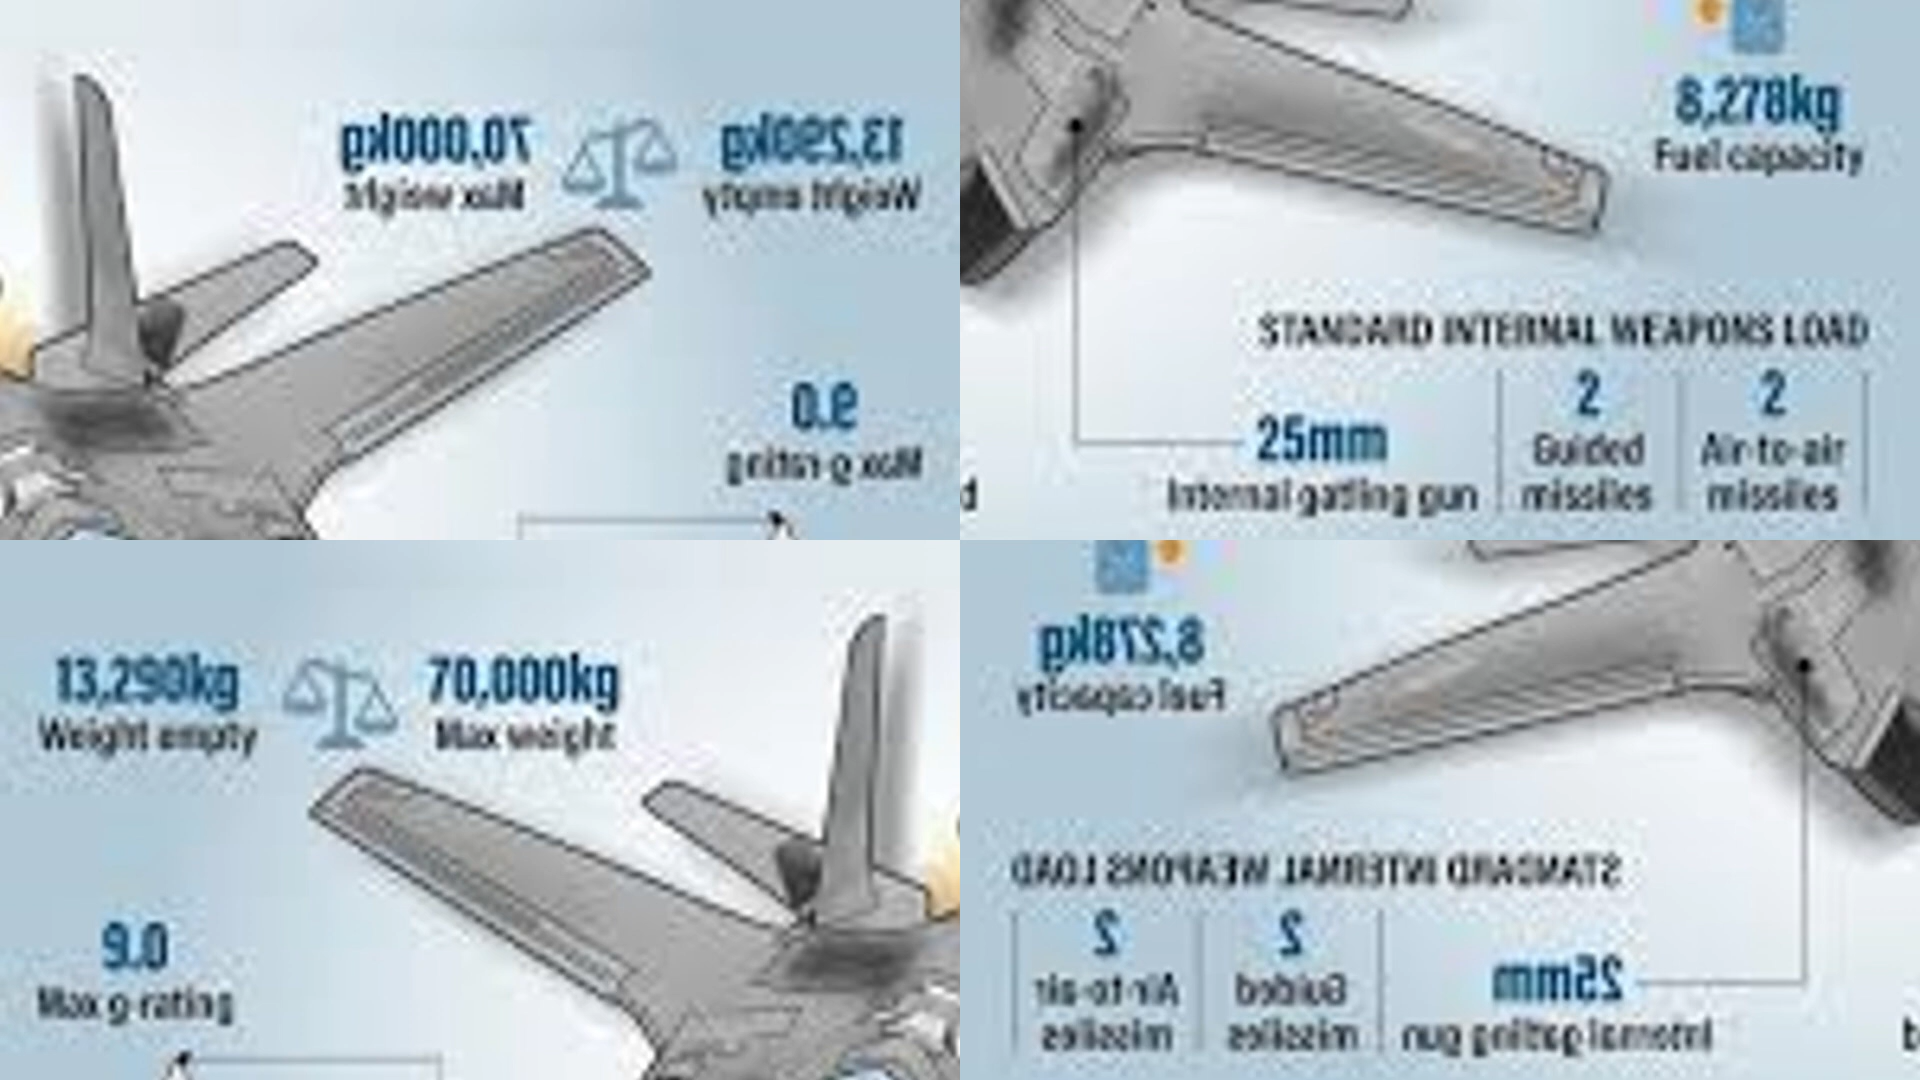 70,000kg
Max weight
13,290kg
Weight empty
9.0
Max g-rating
8,278kg
Fuel capacity
STANDARD INTERNAL WEAPONS LOAD
25mm
Internal gatling gun
2
Guided
missiles
2
Air-to-air
missiles
d
13,290kg
Weight empty
70,000kg
Max weight
9.0
Max g-rating
8,278kg
Fuel capacity
STANDARD INTERNAL WEAPONS LOAD
2
Air-to-air
missiles
2
Guided
missiles
25mm
Internal gatling gun
d